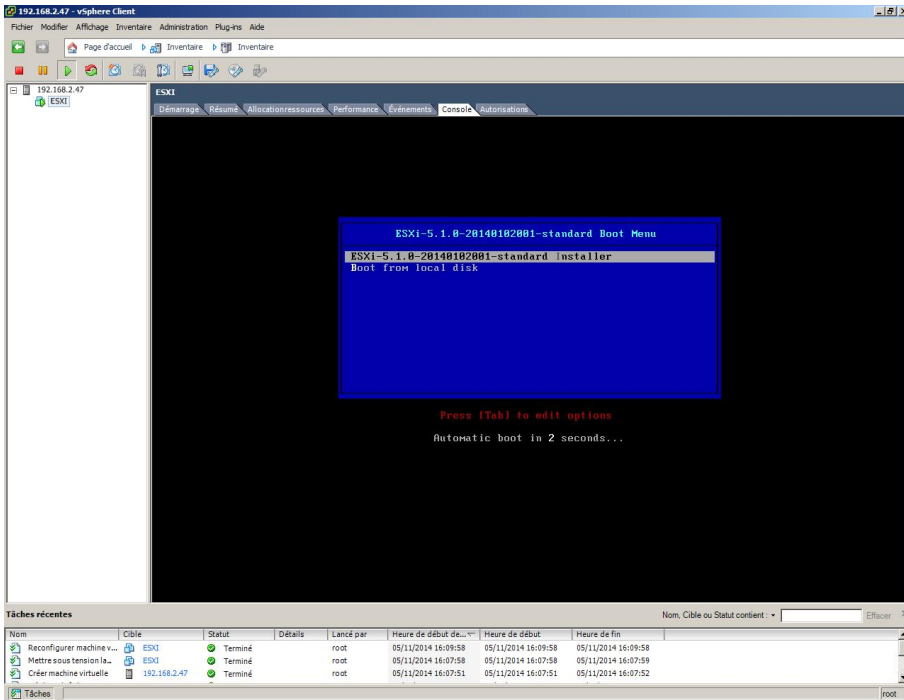 192.168.2.47 - vSphere Client
Fichier Modifier Affichage Inventaire Administration Plug-ins Aide
Page d'accueil Inventaire Inventaire
192.168.2.47
ESXI
ESXI
Démarrage Résumé Allocationressources Performance Événements Console Autorisations
ESXi-5.1.0-20140102001-standard Boot Menu
ESXi-5.1.0-20140102001-standard Installer
Boot from local disk
Press [Tab] to edit options
Automatic boot in 2 seconds...
Tâches récentes
Nom, Cible ou Statut contient :
Effacer
Nom Cible Statut Détails Lancé par Heure de début de... Heure de début Heure de fin
Reconfigurer machine v... ESXI Terminé root 05/11/2014 16:09:58 05/11/2014 16:09:58 05/11/2014 16:09:58
Mettre sous tension la... ESXI Terminé root 05/11/2014 16:07:58 05/11/2014 16:07:58 05/11/2014 16:07:59
Créer machine virtuelle 192.168.2.47 Terminé root 05/11/2014 16:07:51 05/11/2014 16:07:51 05/11/2014 16:07:52
Tâches
root